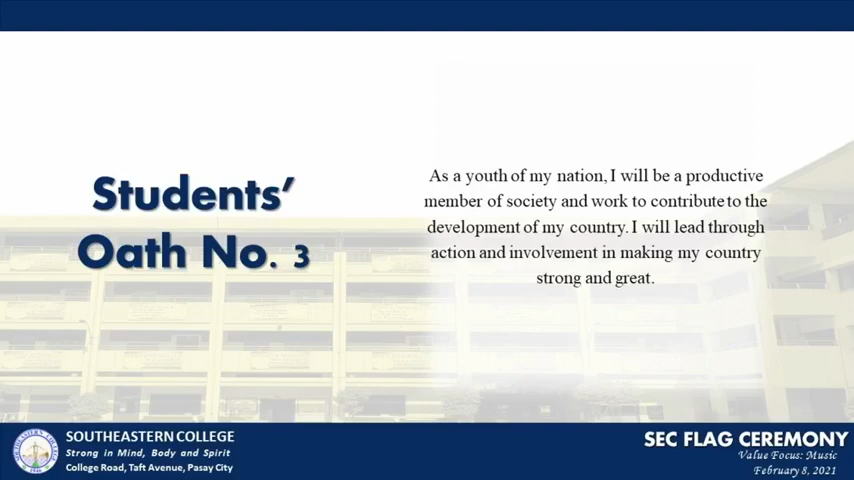 Students'
Oath No. 3
As a youth of my nation, I will be a productive
member of society and work to contribute to the
development of my country. I will lead through
action and involvement in making my country
strong and great.
SOUTHEASTERN COLLEGE
Strong in Mind, Body and Spirit
College Road, Taft Avenue, Pasay City
SEC FLAG CEREMONY
Value Focus: Music
February 8, 2021